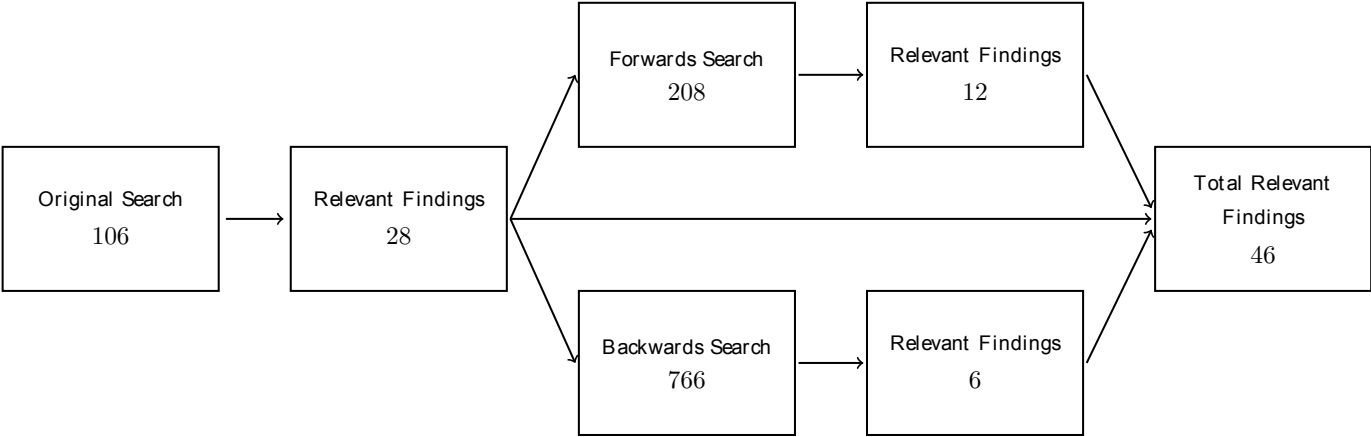 Original Search
106
Relevant Findings
28
Forwards Search
208
Relevant Findings
12
Backwards Search
766
Relevant Findings
6
Total Relevant
Findings
46